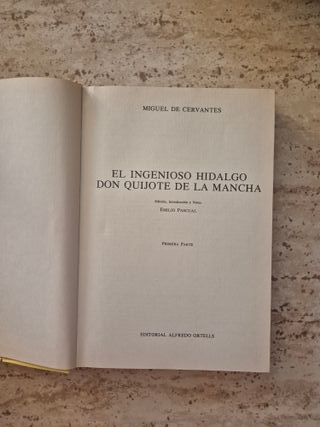 MIGUEL DE CERVANTES
EL INGENIOSO HIDALGO
DON QUIJOTE DE LA MANCHA
Edición, introducción y Notas
EMILIO PASCUAL
PRIMERA PARTE
EDITORIAL ALFREDO ORTELLS